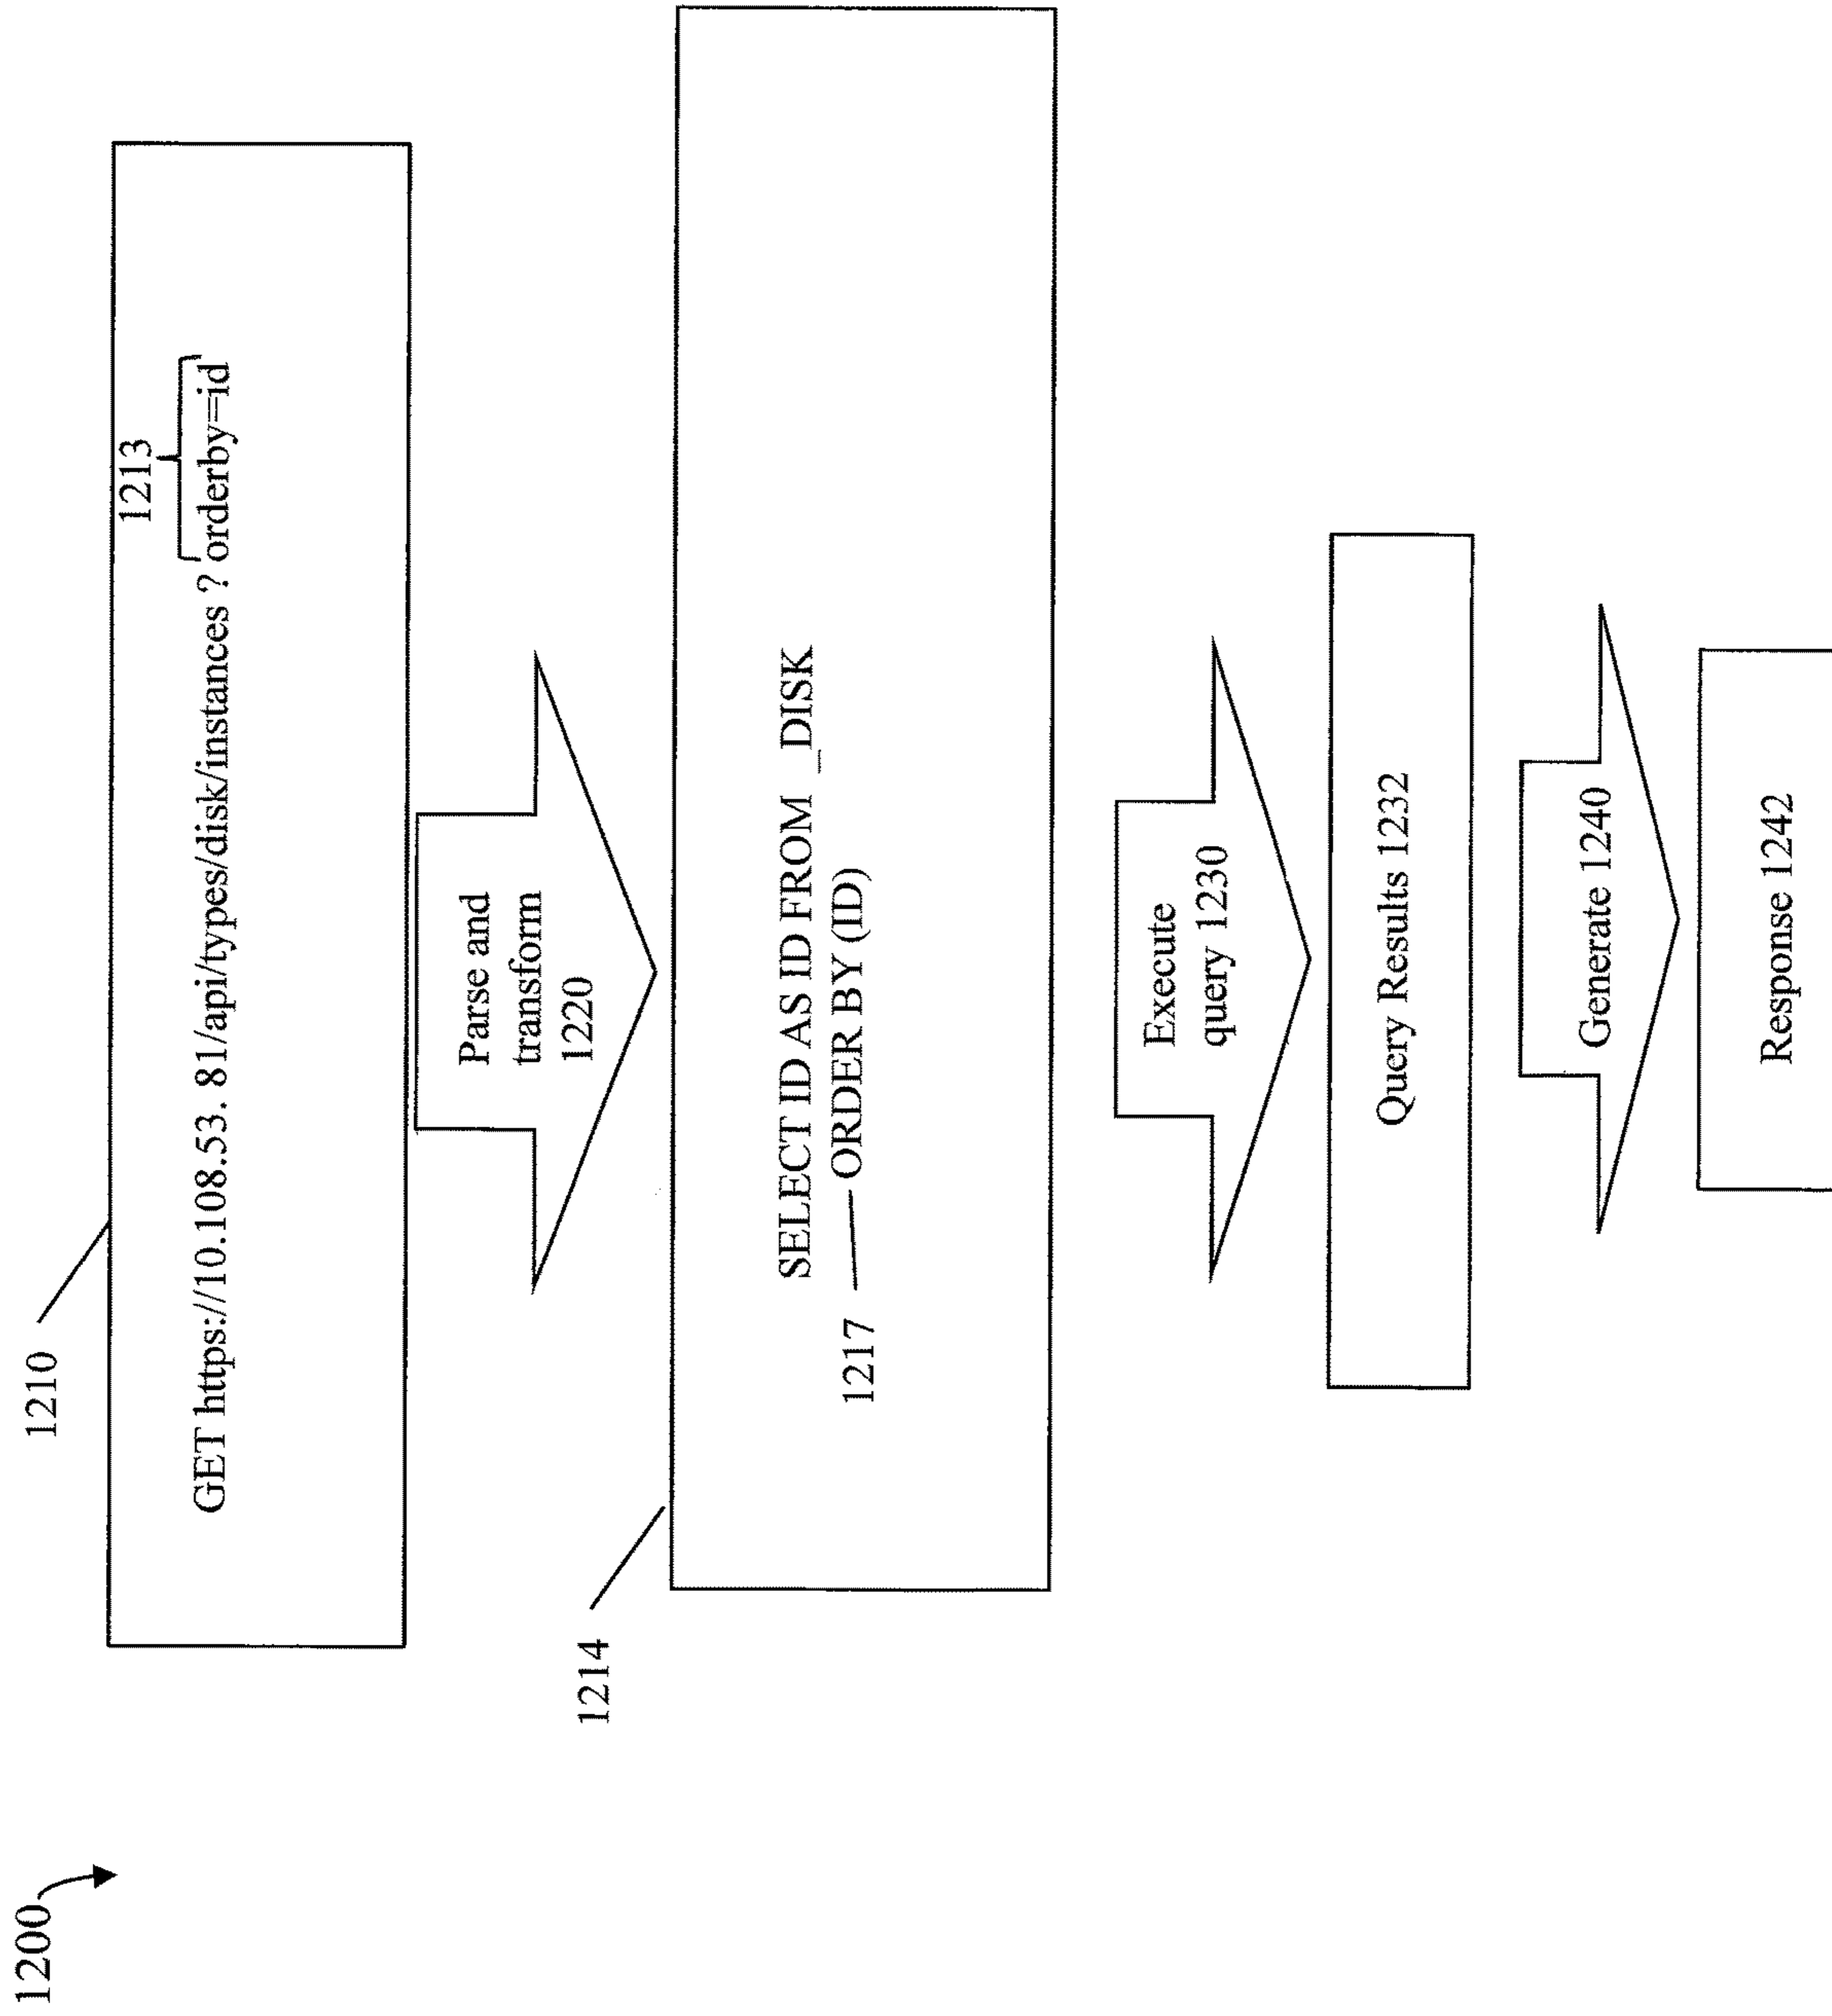 1200
1210
1213
GET https://10.108.53. 81/api/types/disk/instances ? orderby=id
Parse and
transform
1220
1214
SELECT ID AS ID FROM _DISK
1217
ORDER BY (ID)
Execute
query 1230
Query Results 1232
Generate 1240
Response 1242